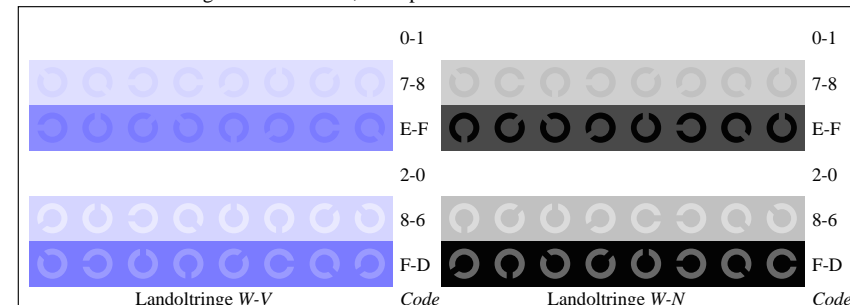 0-1 0-1
7-8 7-8
E-F E-F
2-0 2-0
8-6 8-6
F-D F-D
Landoltringe W-V Code Landoltringe W-N Code